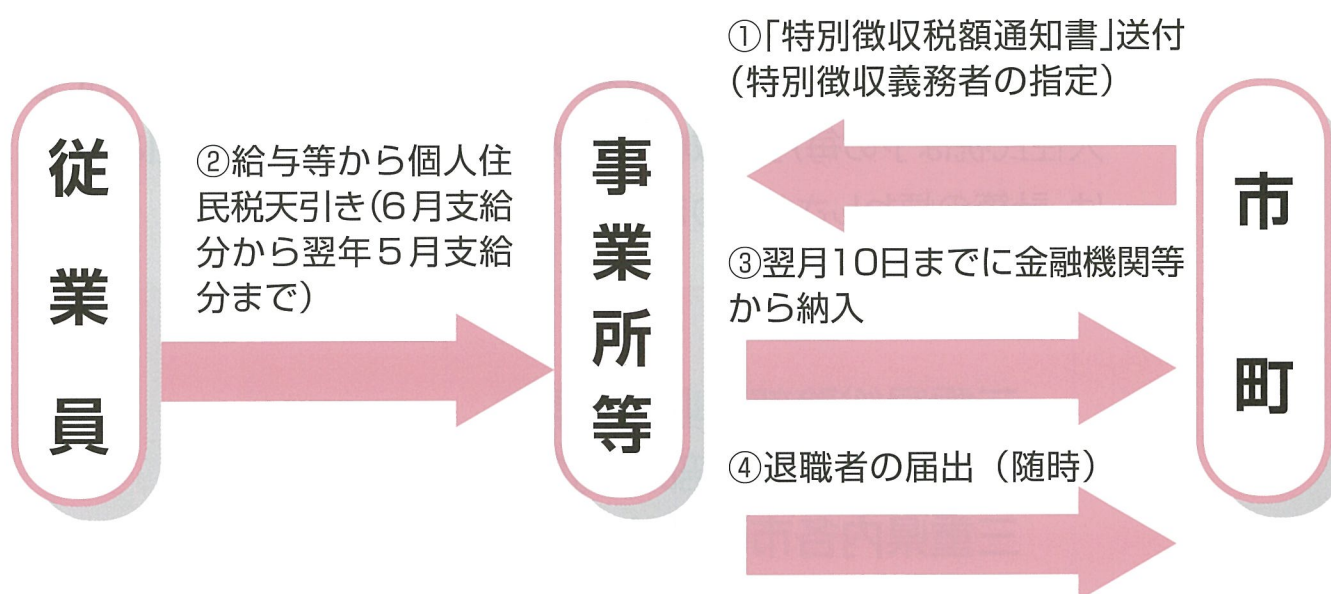 従業員
②給与等から個人住
民税天引き(6月支給
分から翌年5月支給
分まで)
事業所等
①「特別徴収税額通知書」送付
(特別徴収義務者の指定)
③翌月10日までに金融機関等
から納入
④退職者の届出(随時)
市町